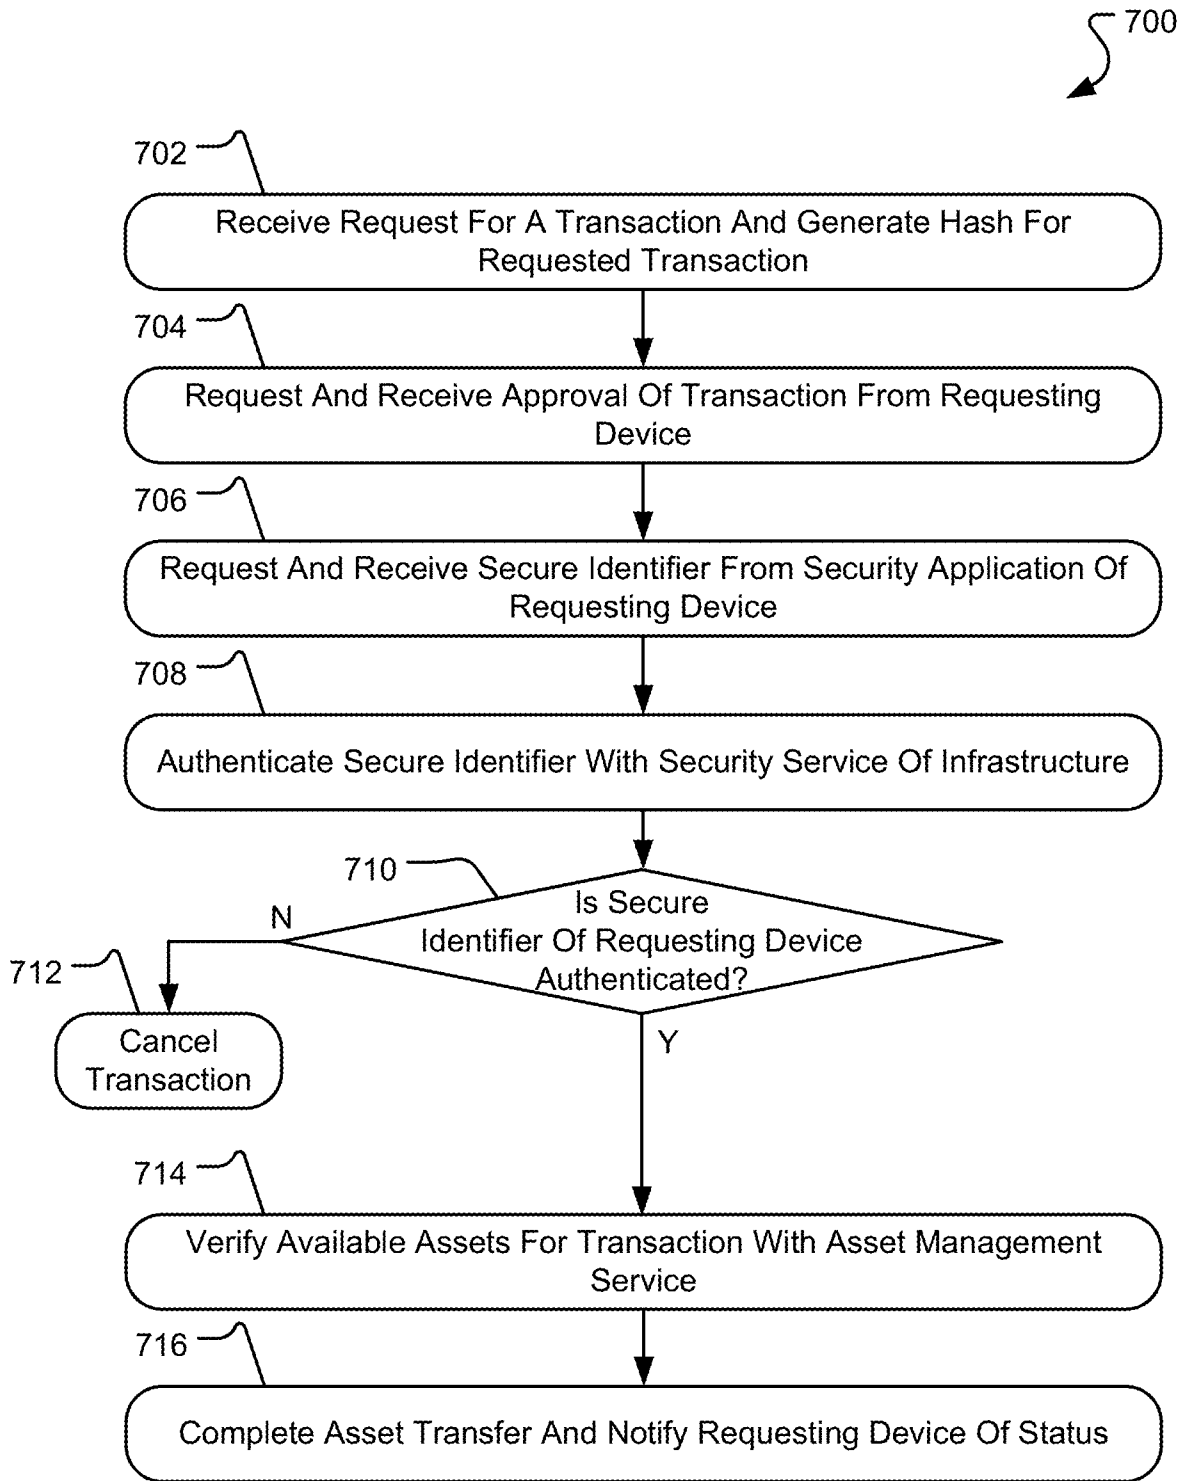 700
702
Receive Request For A Transaction And Generate Hash For
Requested Transaction
704
Request And Receive Approval Of Transaction From Requesting
Device
706
Request And Receive Secure Identifier From Security Application Of
Requesting Device
708
Authenticate Secure Identifier With Security Service Of Infrastructure
710
Is Secure
Identifier Of Requesting Device
Authenticated?
N
712
Cancel
Transaction
Y
714
Verify Available Assets For Transaction With Asset Management
Service
716
Complete Asset Transfer And Notify Requesting Device Of Status